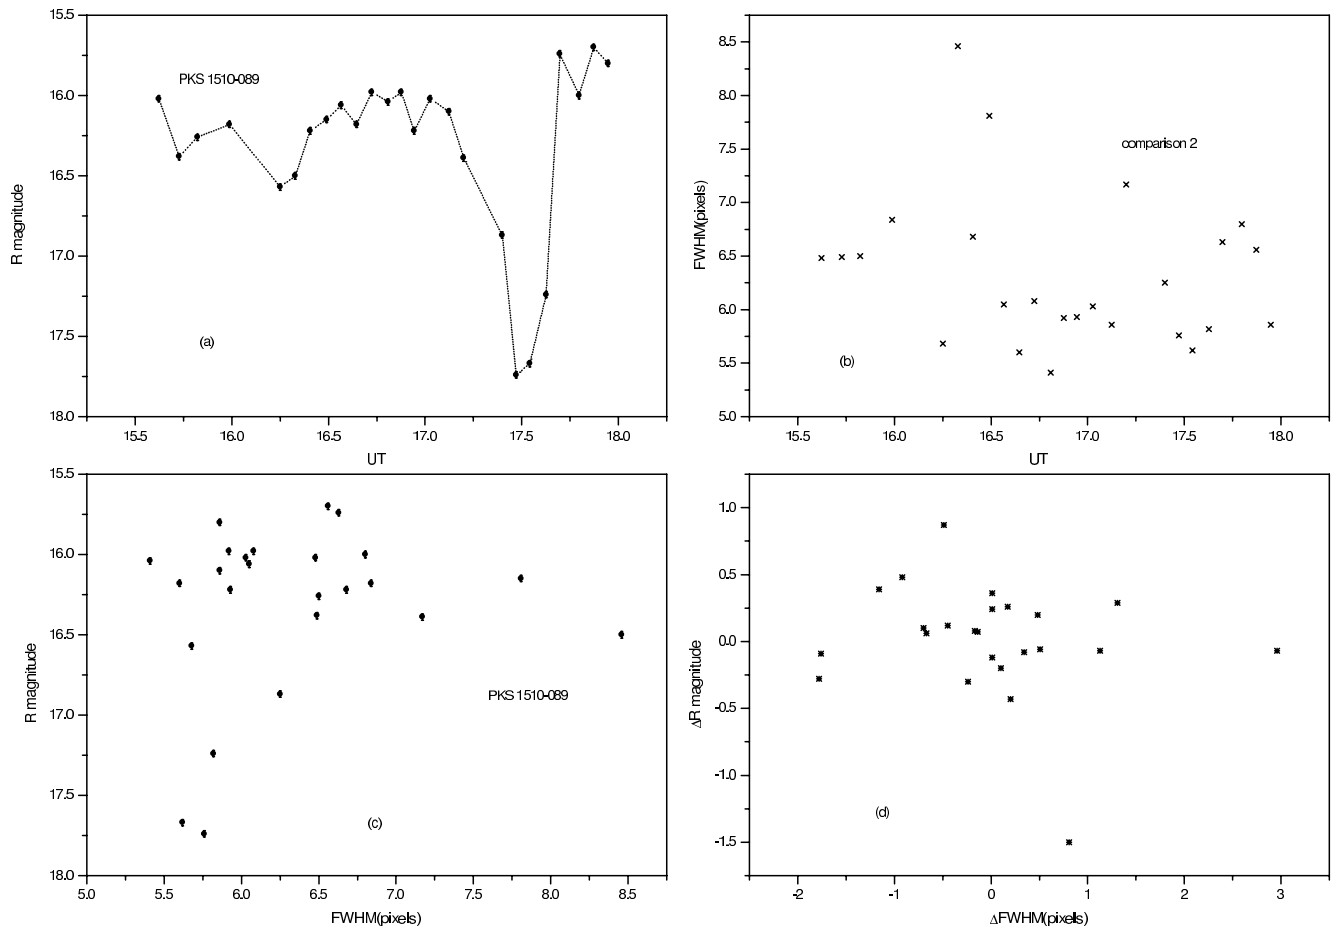 15.5
16.0
16.5
17.0
17.5
18.0
R magnitude
PKS 1510-089
(a)
15.5 16.0 16.5 17.0 17.5 18.0
UT
8.5
8.0
7.5
7.0
6.5
6.0
5.5
5.0
FWHM(pixels)
comparison 2
(b)
15.5 16.0 16.5 17.0 17.5 18.0
UT
15.5
16.0
16.5
17.0
17.5
18.0
R magnitude
PKS 1510-089
(c)
5.0 5.5 6.0 6.5 7.0 7.5 8.0 8.5
FWHM(pixels)
1.0
0.5
0.0
-0.5
-1.0
-1.5
ΔR magnitude
(d)
-2 -1 0 1 2 3
ΔFWHM(pixels)